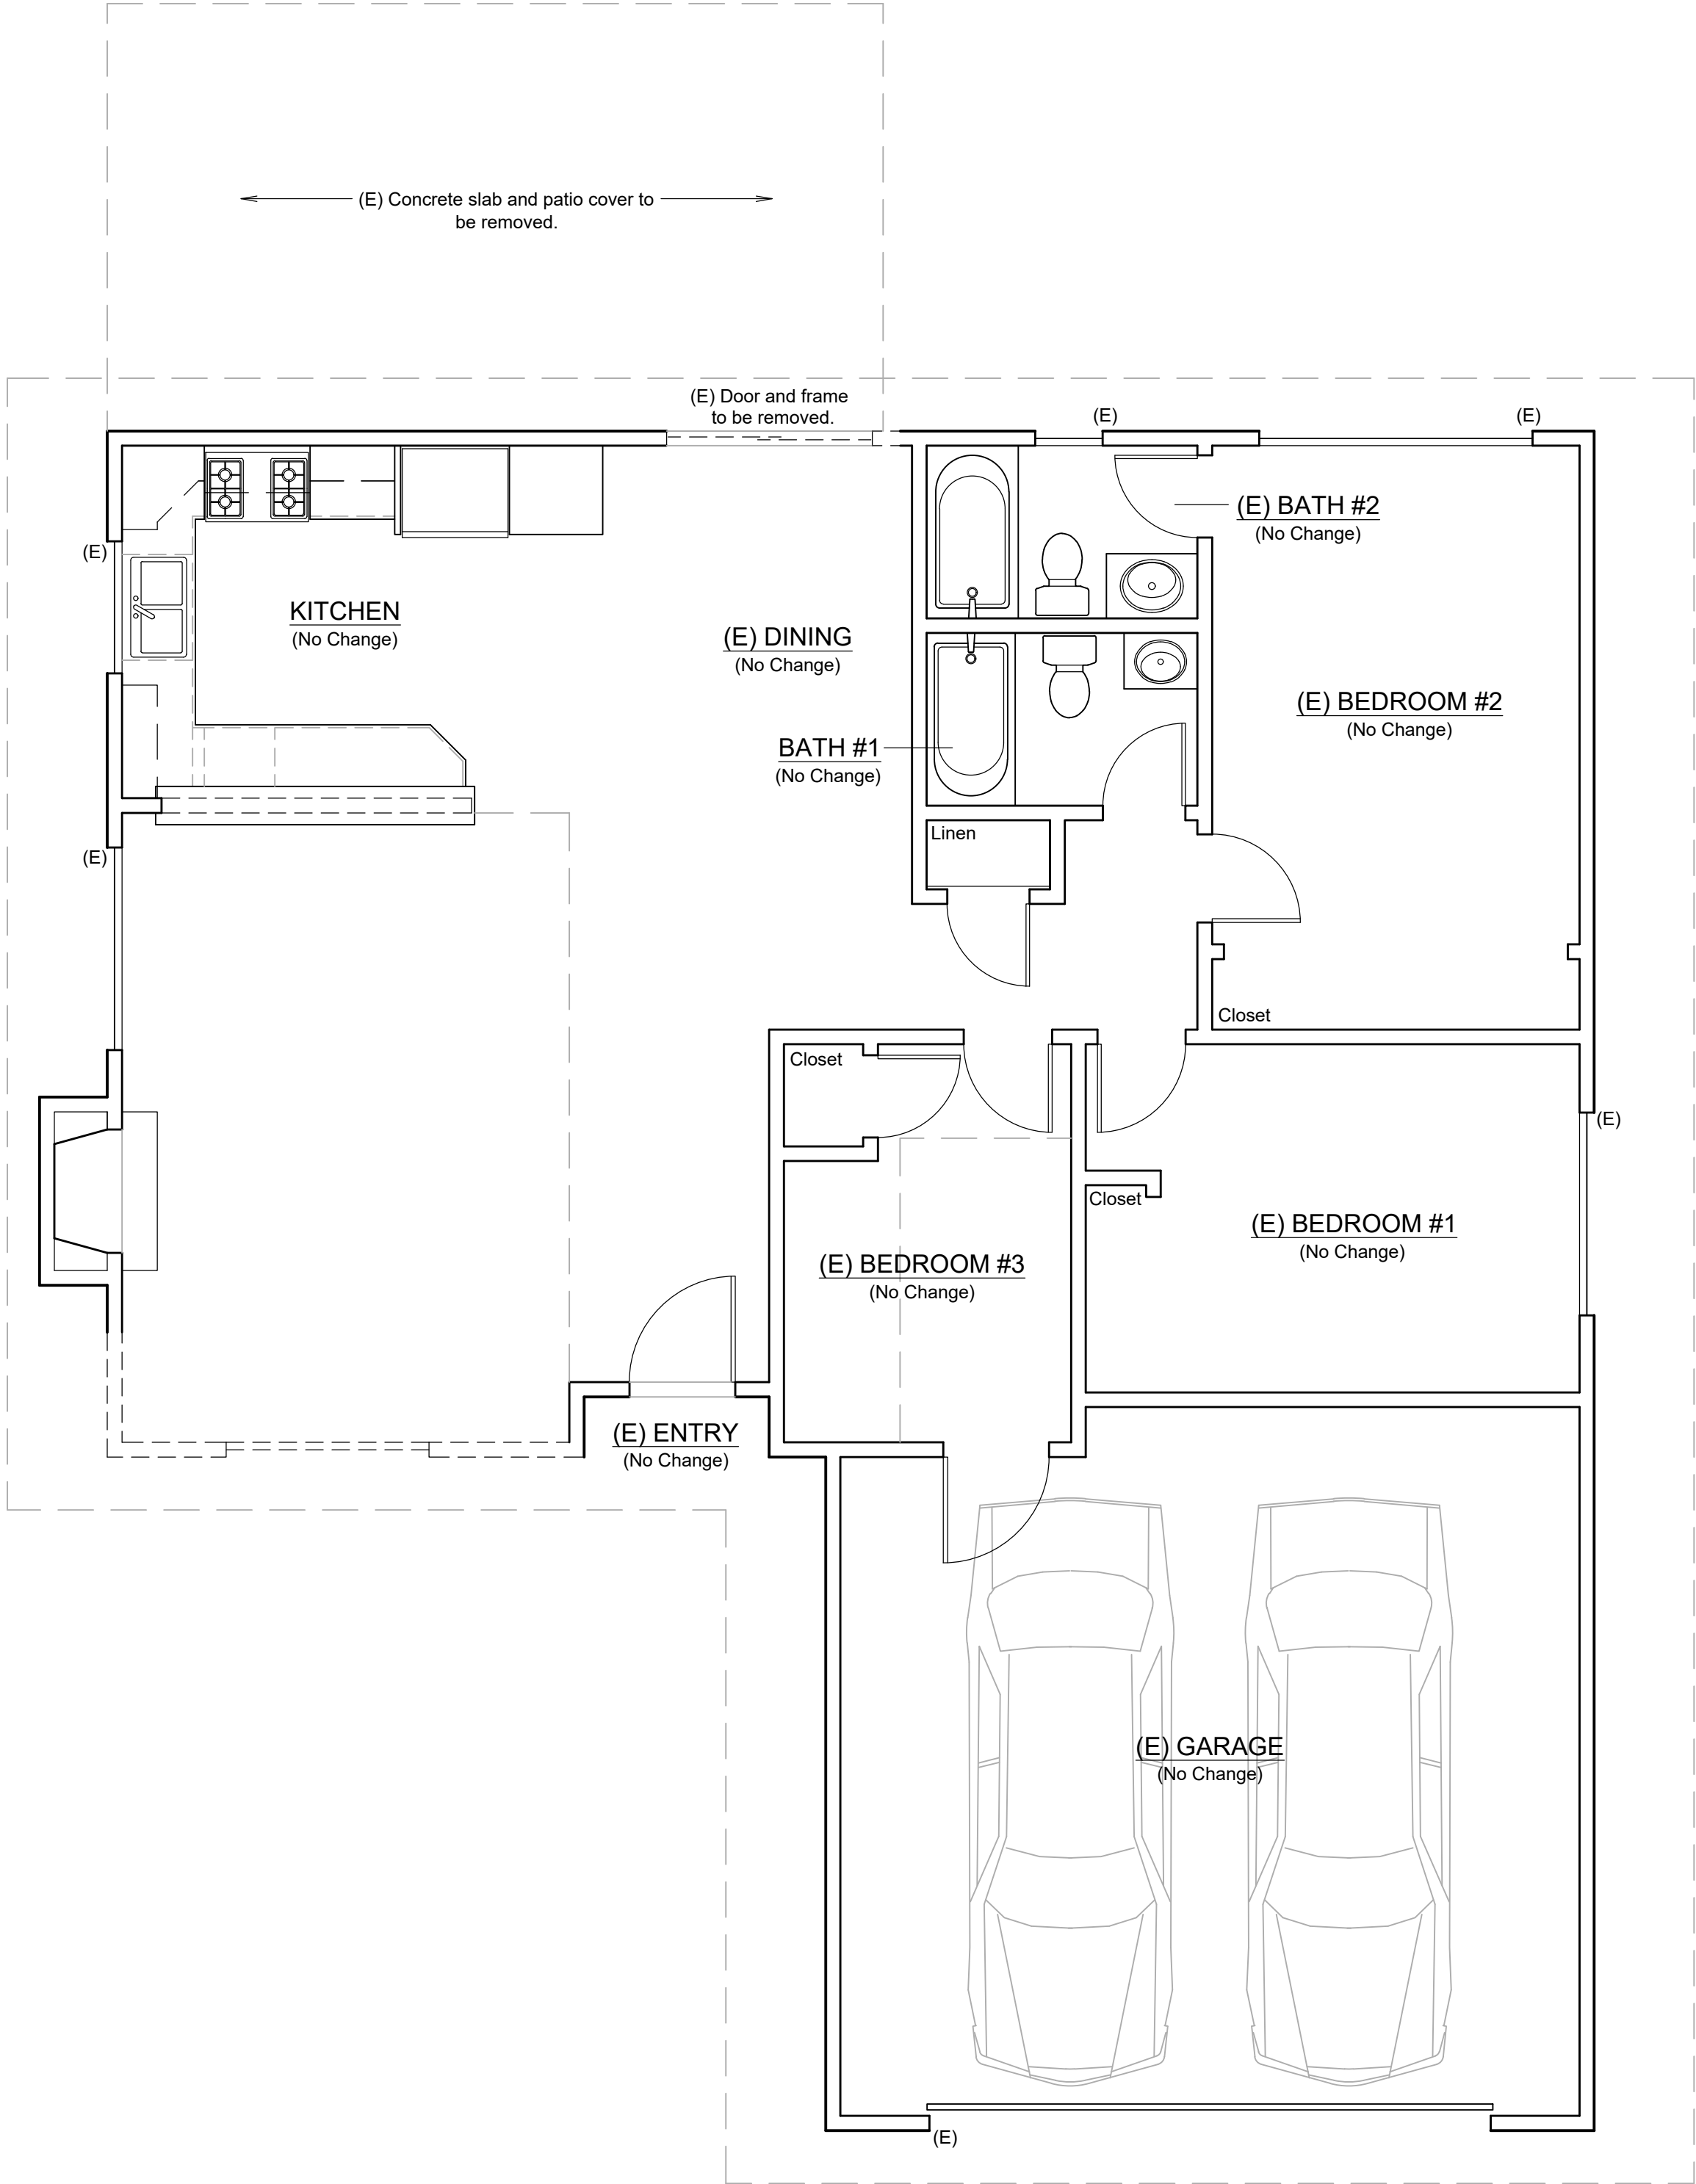 (E) Concrete slab and patio cover to
be removed.
(E) Door and frame
to be removed.
(E)
(E)
(E) BATH #2
(No Change)
(E)
KITCHEN
(No Change)
(E) DINING
(No Change)
(E) BEDROOM #2
(No Change)
BATH #1
(No Change)
Linen
(E)
Closet
Closet
(E)
Closet
(E) BEDROOM #1
(No Change)
(E) BEDROOM #3
(No Change)
(E) ENTRY
(No Change)
(E) GARAGE
(No Change)
(E)